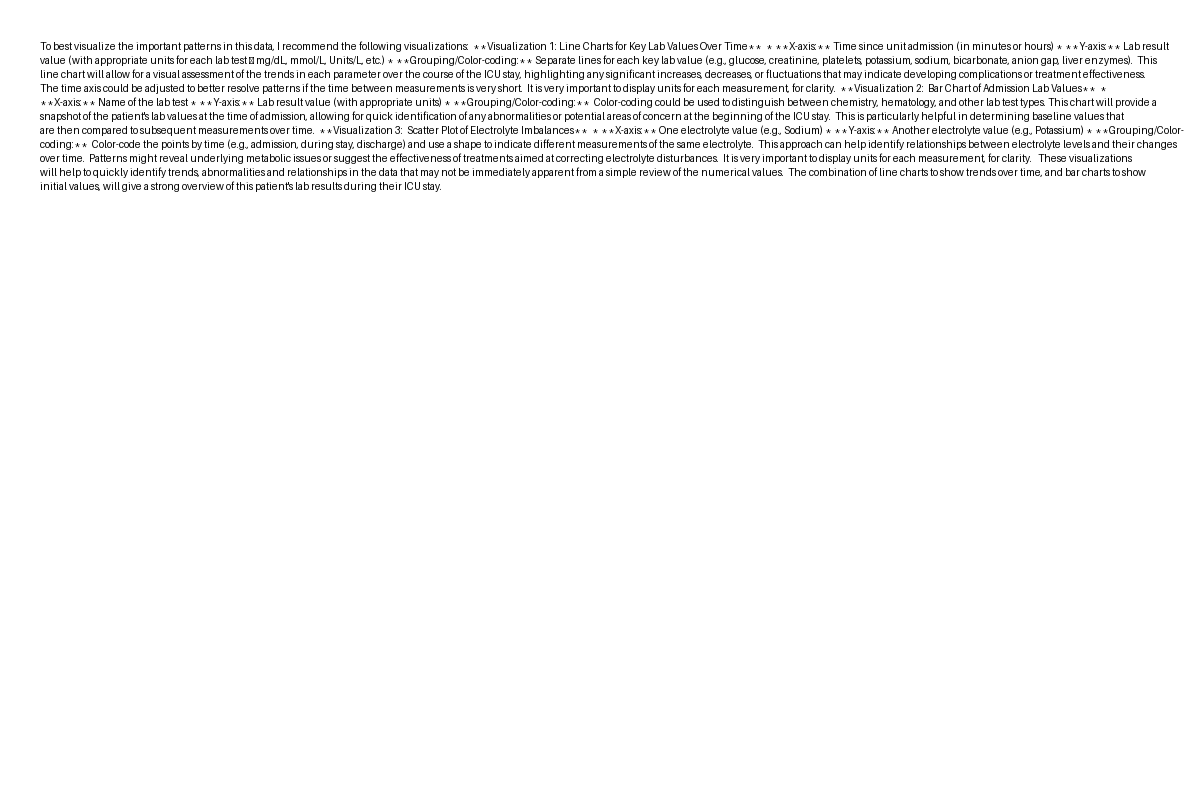 To best visualize the important patterns in this data, I recommend the following visualizations:  **Visualization 1: Line Charts for Key Lab Values Over Time**  * **X-axis:** Time since unit admission (in minutes or hours) * **Y-axis:** Lab result
value (with appropriate units for each lab test mg/dL, mmol/L, Units/L, etc.) * **Grouping/Color-coding:** Separate lines for each key lab value (e.g., glucose, creatinine, platelets, potassium, sodium, bicarbonate, anion gap, liver enzymes).  This
line chart will allow for a visual assessment of the trends in each parameter over the course of the ICU stay, highlighting any significant increases, decreases, or fluctuations that may indicate developing complications or treatment effectiveness.
The time axis could be adjusted to better resolve patterns if the time between measurements is very short.  It is very important to display units for each measurement, for clarity.  **Visualization 2:  Bar Chart of Admission Lab Values**  *
**X-axis:** Name of the lab test * **Y-axis:** Lab result value (with appropriate units) * **Grouping/Color-coding:**  Color-coding could be used to distinguish between chemistry, hematology, and other lab test types. This chart will provide a
snapshot of the patient's lab values at the time of admission, allowing for quick identification of any abnormalities or potential areas of concern at the beginning of the ICU stay.  This is particularly helpful in determining baseline values that
are then compared to subsequent measurements over time.  **Visualization 3:  Scatter Plot of Electrolyte Imbalances**  * **X-axis:** One electrolyte value (e.g., Sodium) * **Y-axis:** Another electrolyte value (e.g., Potassium) * **Grouping/Color-
coding:**  Color-code the points by time (e.g., admission, during stay, discharge) and use a shape to indicate different measurements of the same electrolyte.  This approach can help identify relationships between electrolyte levels and their changes
over time.  Patterns might reveal underlying metabolic issues or suggest the effectiveness of treatments aimed at correcting electrolyte disturbances.  It is very important to display units for each measurement, for clarity.   These visualizations
will help to quickly identify trends, abnormalities and relationships in the data that may not be immediately apparent from a simple review of the numerical values.  The combination of line charts to show trends over time, and bar charts to show
initial values, will give a strong overview of this patient's lab results during their ICU stay.